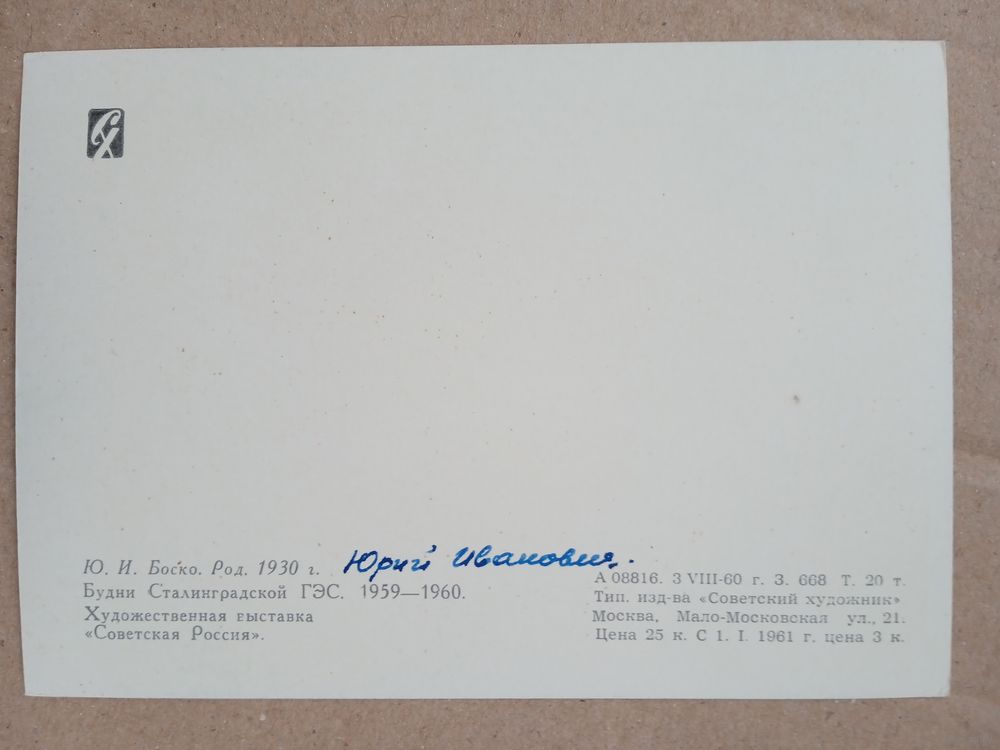 СХ
Ю. И. Боско. Род. 1930 г. Юрий Иванович.
Будни Сталинградской ГЭС. 1959—1960.
Художественная выставка
«Советская Россия».
А 08816. 3 VIII-60 г. З. 668 Т. 20 т.
Тип. изд-ва «Советский художник»
Москва, Мало-Московская ул., 21.
Цена 25 к. С 1. I. 1961 г. цена 3 к.